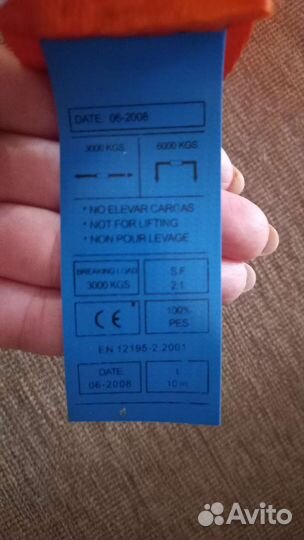 DATE: 06-2008
3000 KGS
6000 KGS
* NO ELEVAR CARGAS
* NOT FOR LIFTING
* NON POUR LEVAGE
BREAKING LOAD
3000 KGS
S.F
2:1
CE
100%
PES
EN 12195-2:2001
DATE:
06-2008
L
10 m
Avito